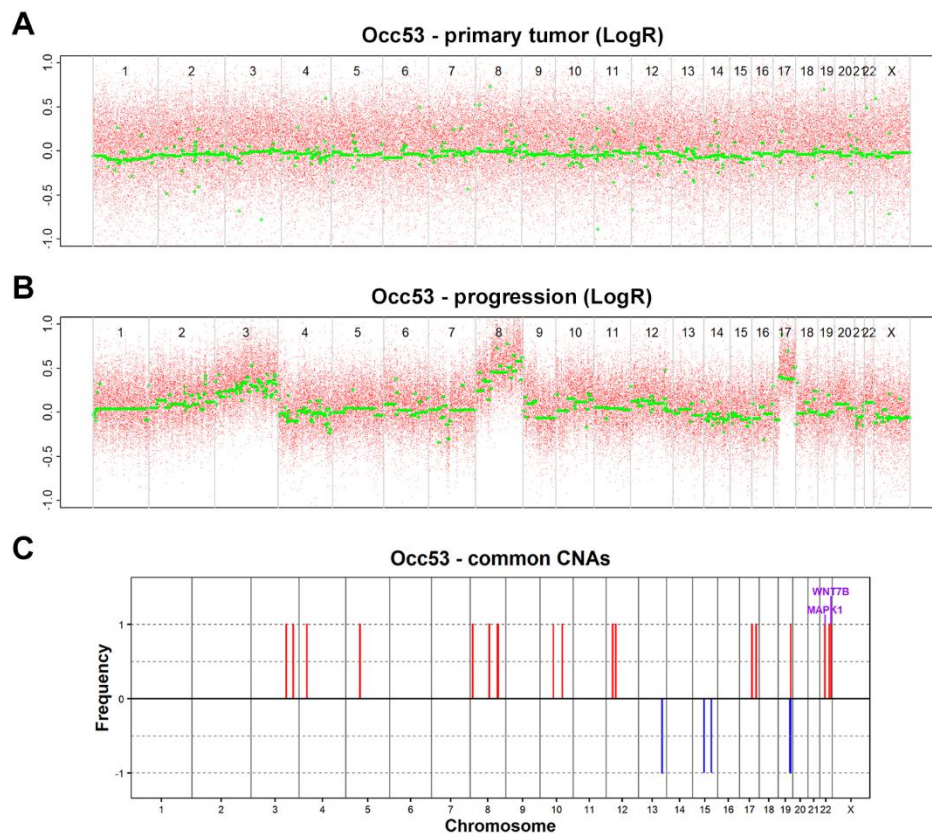 A
Occ53 - primary tumor (LogR)
1.0
0.5
0.0
-0.5
-1.0
1 2 3 4 5 6 7 8 9 10 11 12 13 14 15 16 17 18 19 20 21 22 X
B
Occ53 - progression (LogR)
1.0
0.5
0.0
-0.5
-1.0
1 2 3 4 5 6 7 8 9 10 11 12 13 14 15 16 17 18 19 20 2 22 X
C
Occ53 - common CNAs
WNT7B
MAPK1
1
0
-1
Frequency
1 2 3 4 5 6 7 8 9 10 11 12 13 14 15 16 17 18 19 20 21 22 X
Chromosome